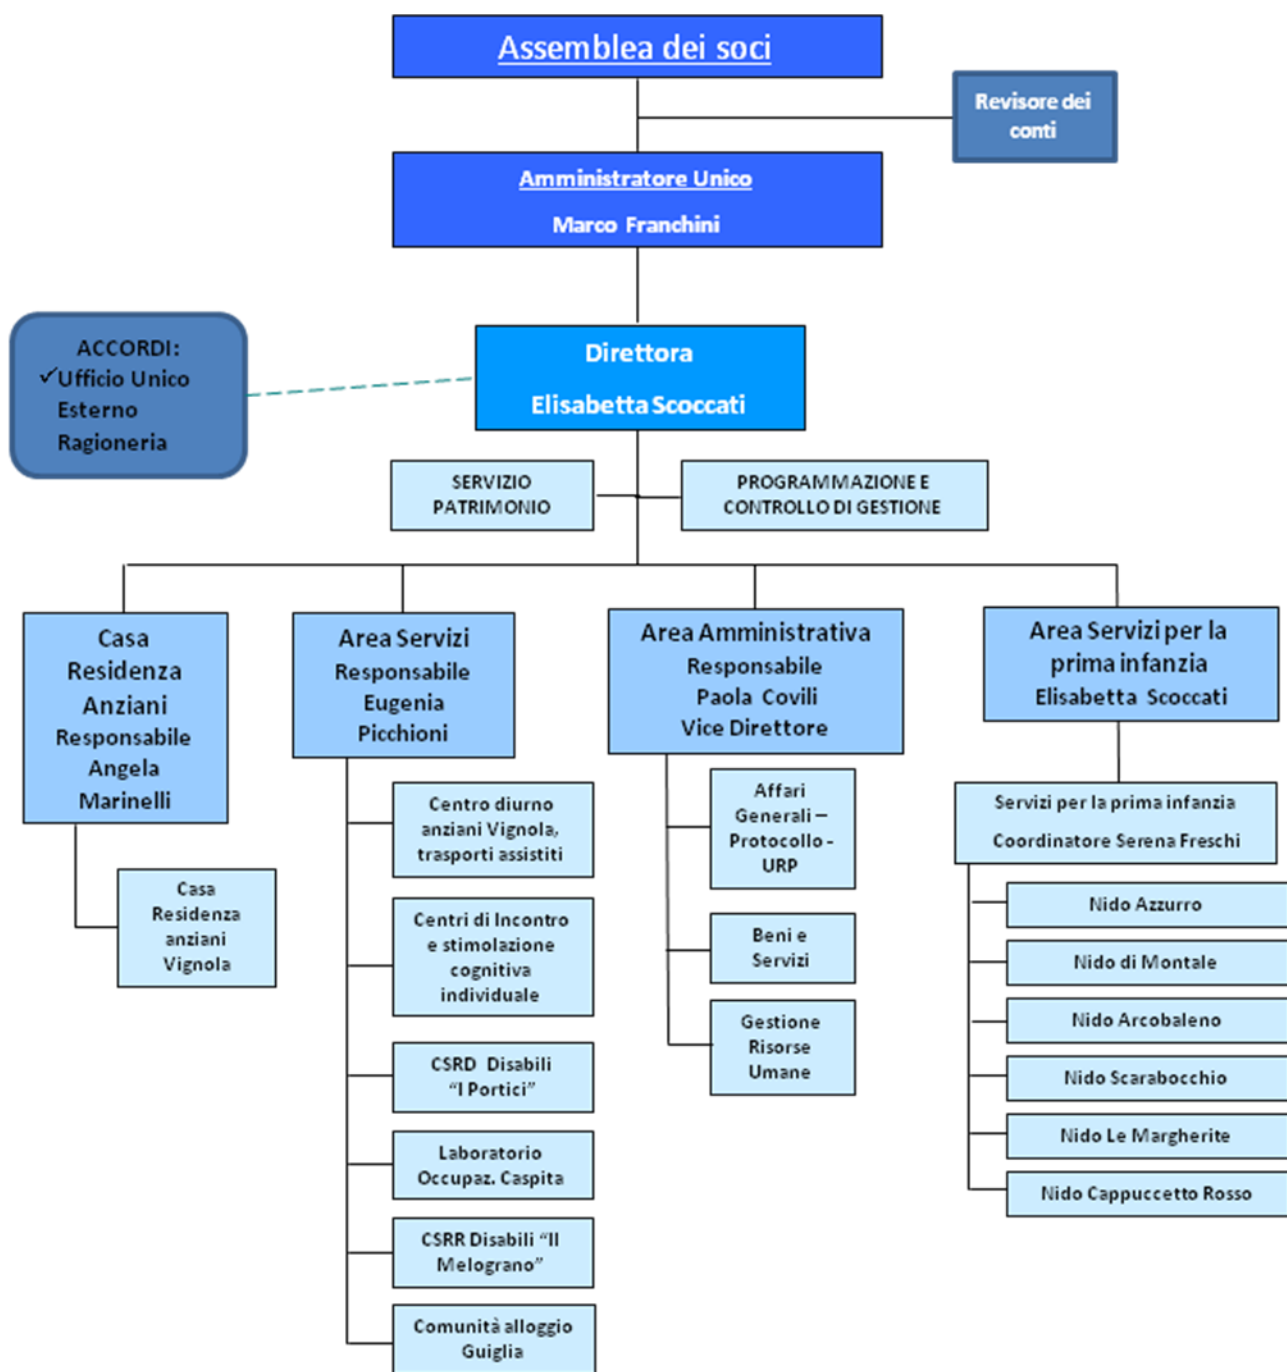 Assemblea dei soci
Revisore dei
conti
Amministratore Unico
Marco Franchini
ACCORDI:
✓Ufficio Unico
Esterno
Ragioneria
Direttora
Elisabetta Scoccati
SERVIZIO
PATRIMONIO
PROGRAMMAZIONE E
CONTROLLO DI GESTIONE
Casa
Residenza
Anziani
Responsabile
Angela
Marinelli
Casa
Residenza
anziani
Vignola
Area Servizi
Responsabile
Eugenia
Picchioni
Centro diurno
anziani Vignola,
trasporti assistiti
Centri di Incontro
e stimolazione
cognitiva
individuale
CSRD Disabili
“I Portici”
Laboratorio
Occupaz. Caspita
CSRR Disabili “Il
Melograno”
Comunità alloggio
Guiglia
Area Amministrativa
Responsabile
Paola Covili
Vice Direttore
Affari
Generali –
Protocollo -
URP
Beni e
Servizi
Gestione
Risorse
Umane
Area Servizi per la
prima infanzia
Elisabetta Scoccati
Servizi per la prima infanzia
Coordinatore Serena Freschi
Nido Azzurro
Nido di Montale
Nido Arcobaleno
Nido Scarabocchio
Nido Le Margherite
Nido Cappuccetto Rosso